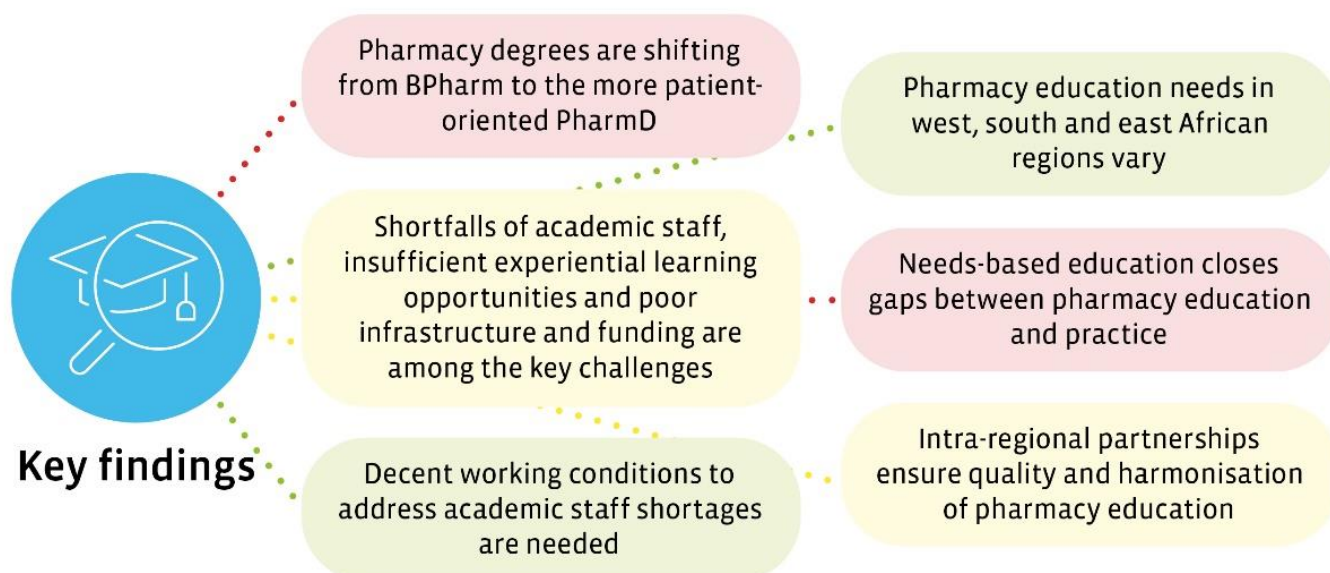 Key findings
Pharmacy degrees are shifting
from BPharm to the more patient-
oriented PharmD
Shortfalls of academic staff,
insufficient experiential learning
opportunities and poor
infrastructure and funding are
among the key challenges
Decent working conditions to
address academic staff shortages
are needed
Pharmacy education needs in
west, south and east African
regions vary
Needs-based education closes
gaps between pharmacy education
and practice
Intra-regional partnerships
ensure quality and harmonisation
of pharmacy education